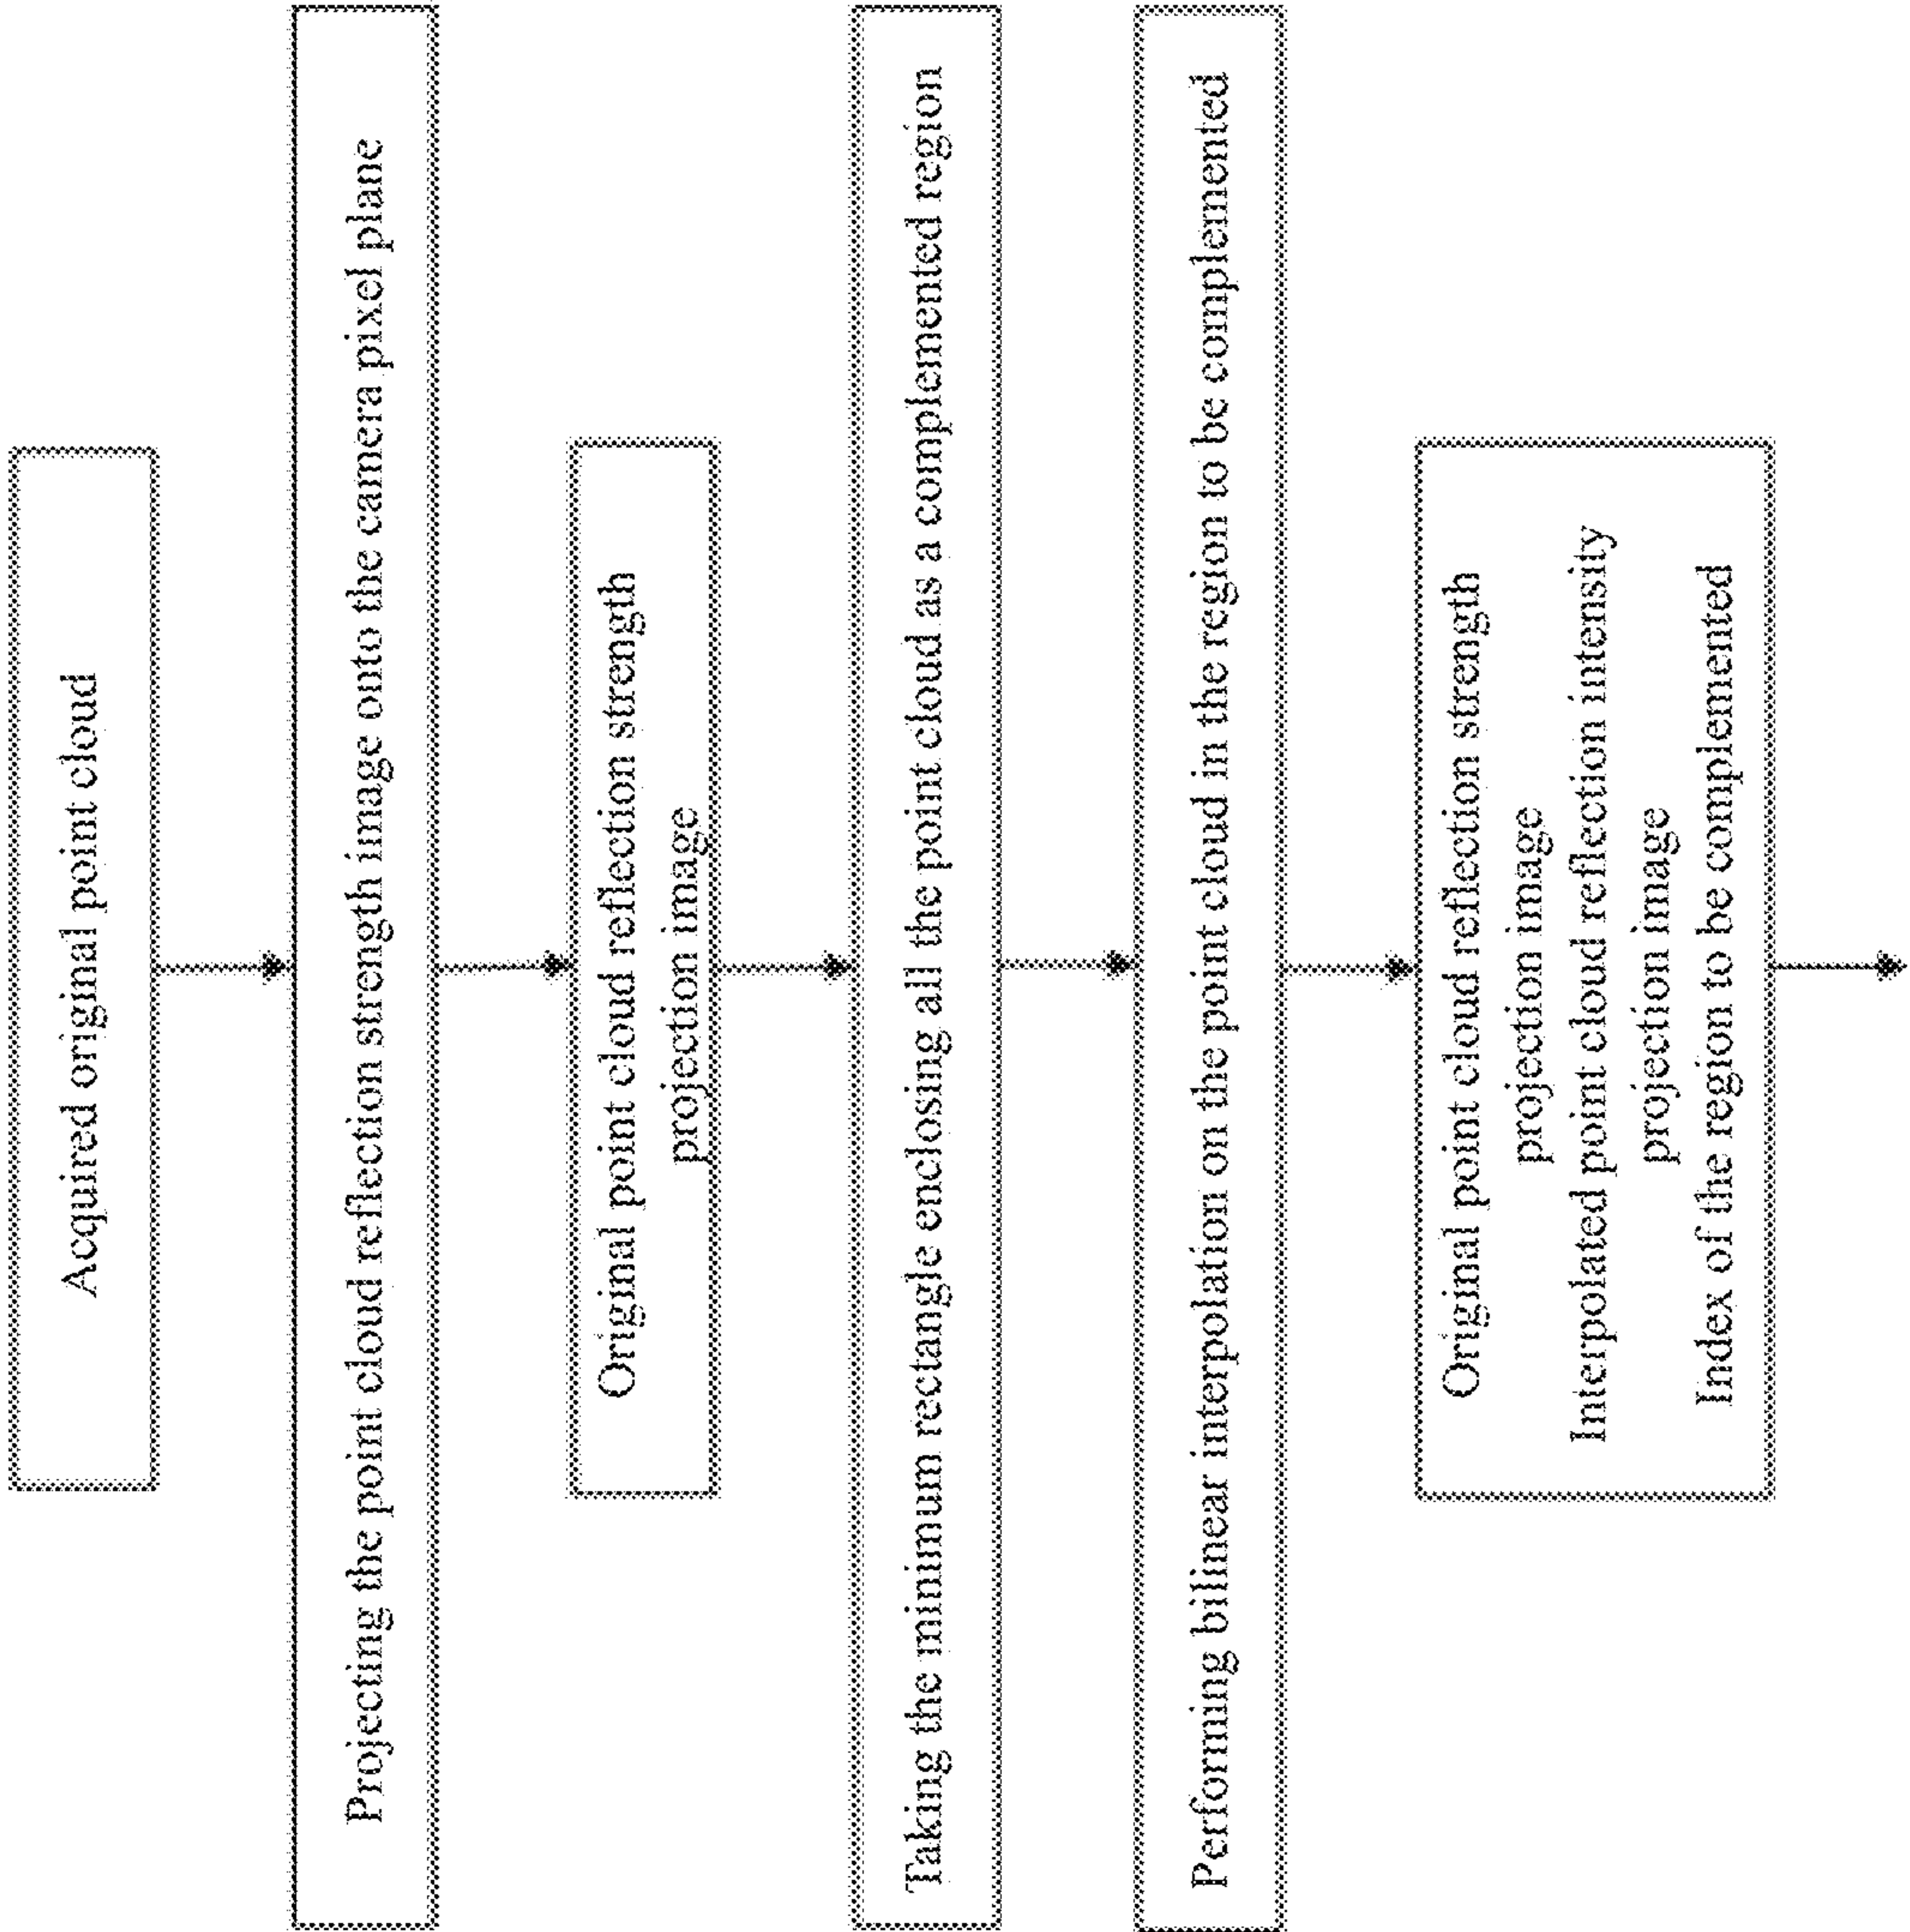 Acquired original point cloud
Projecting the point cloud reflection strength image onto the camera pixel plane
Original point cloud reflection strength
projection image
Taking the minimum rectangle enclosing all the point cloud as a complemented region
Performing bilinear interpolation on the point cloud in the region to be complemented
Original point cloud reflection strength
projection image
Interpolated point cloud reflection intensity
projection image
Index of the region to be complemented